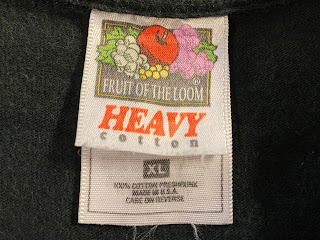 ®
FRUIT OF THE LOOM
HEAVY
cotton
XL
100% COTTON PRESHRUNK
MADE IN U.S.A.
CARE ON REVERSE